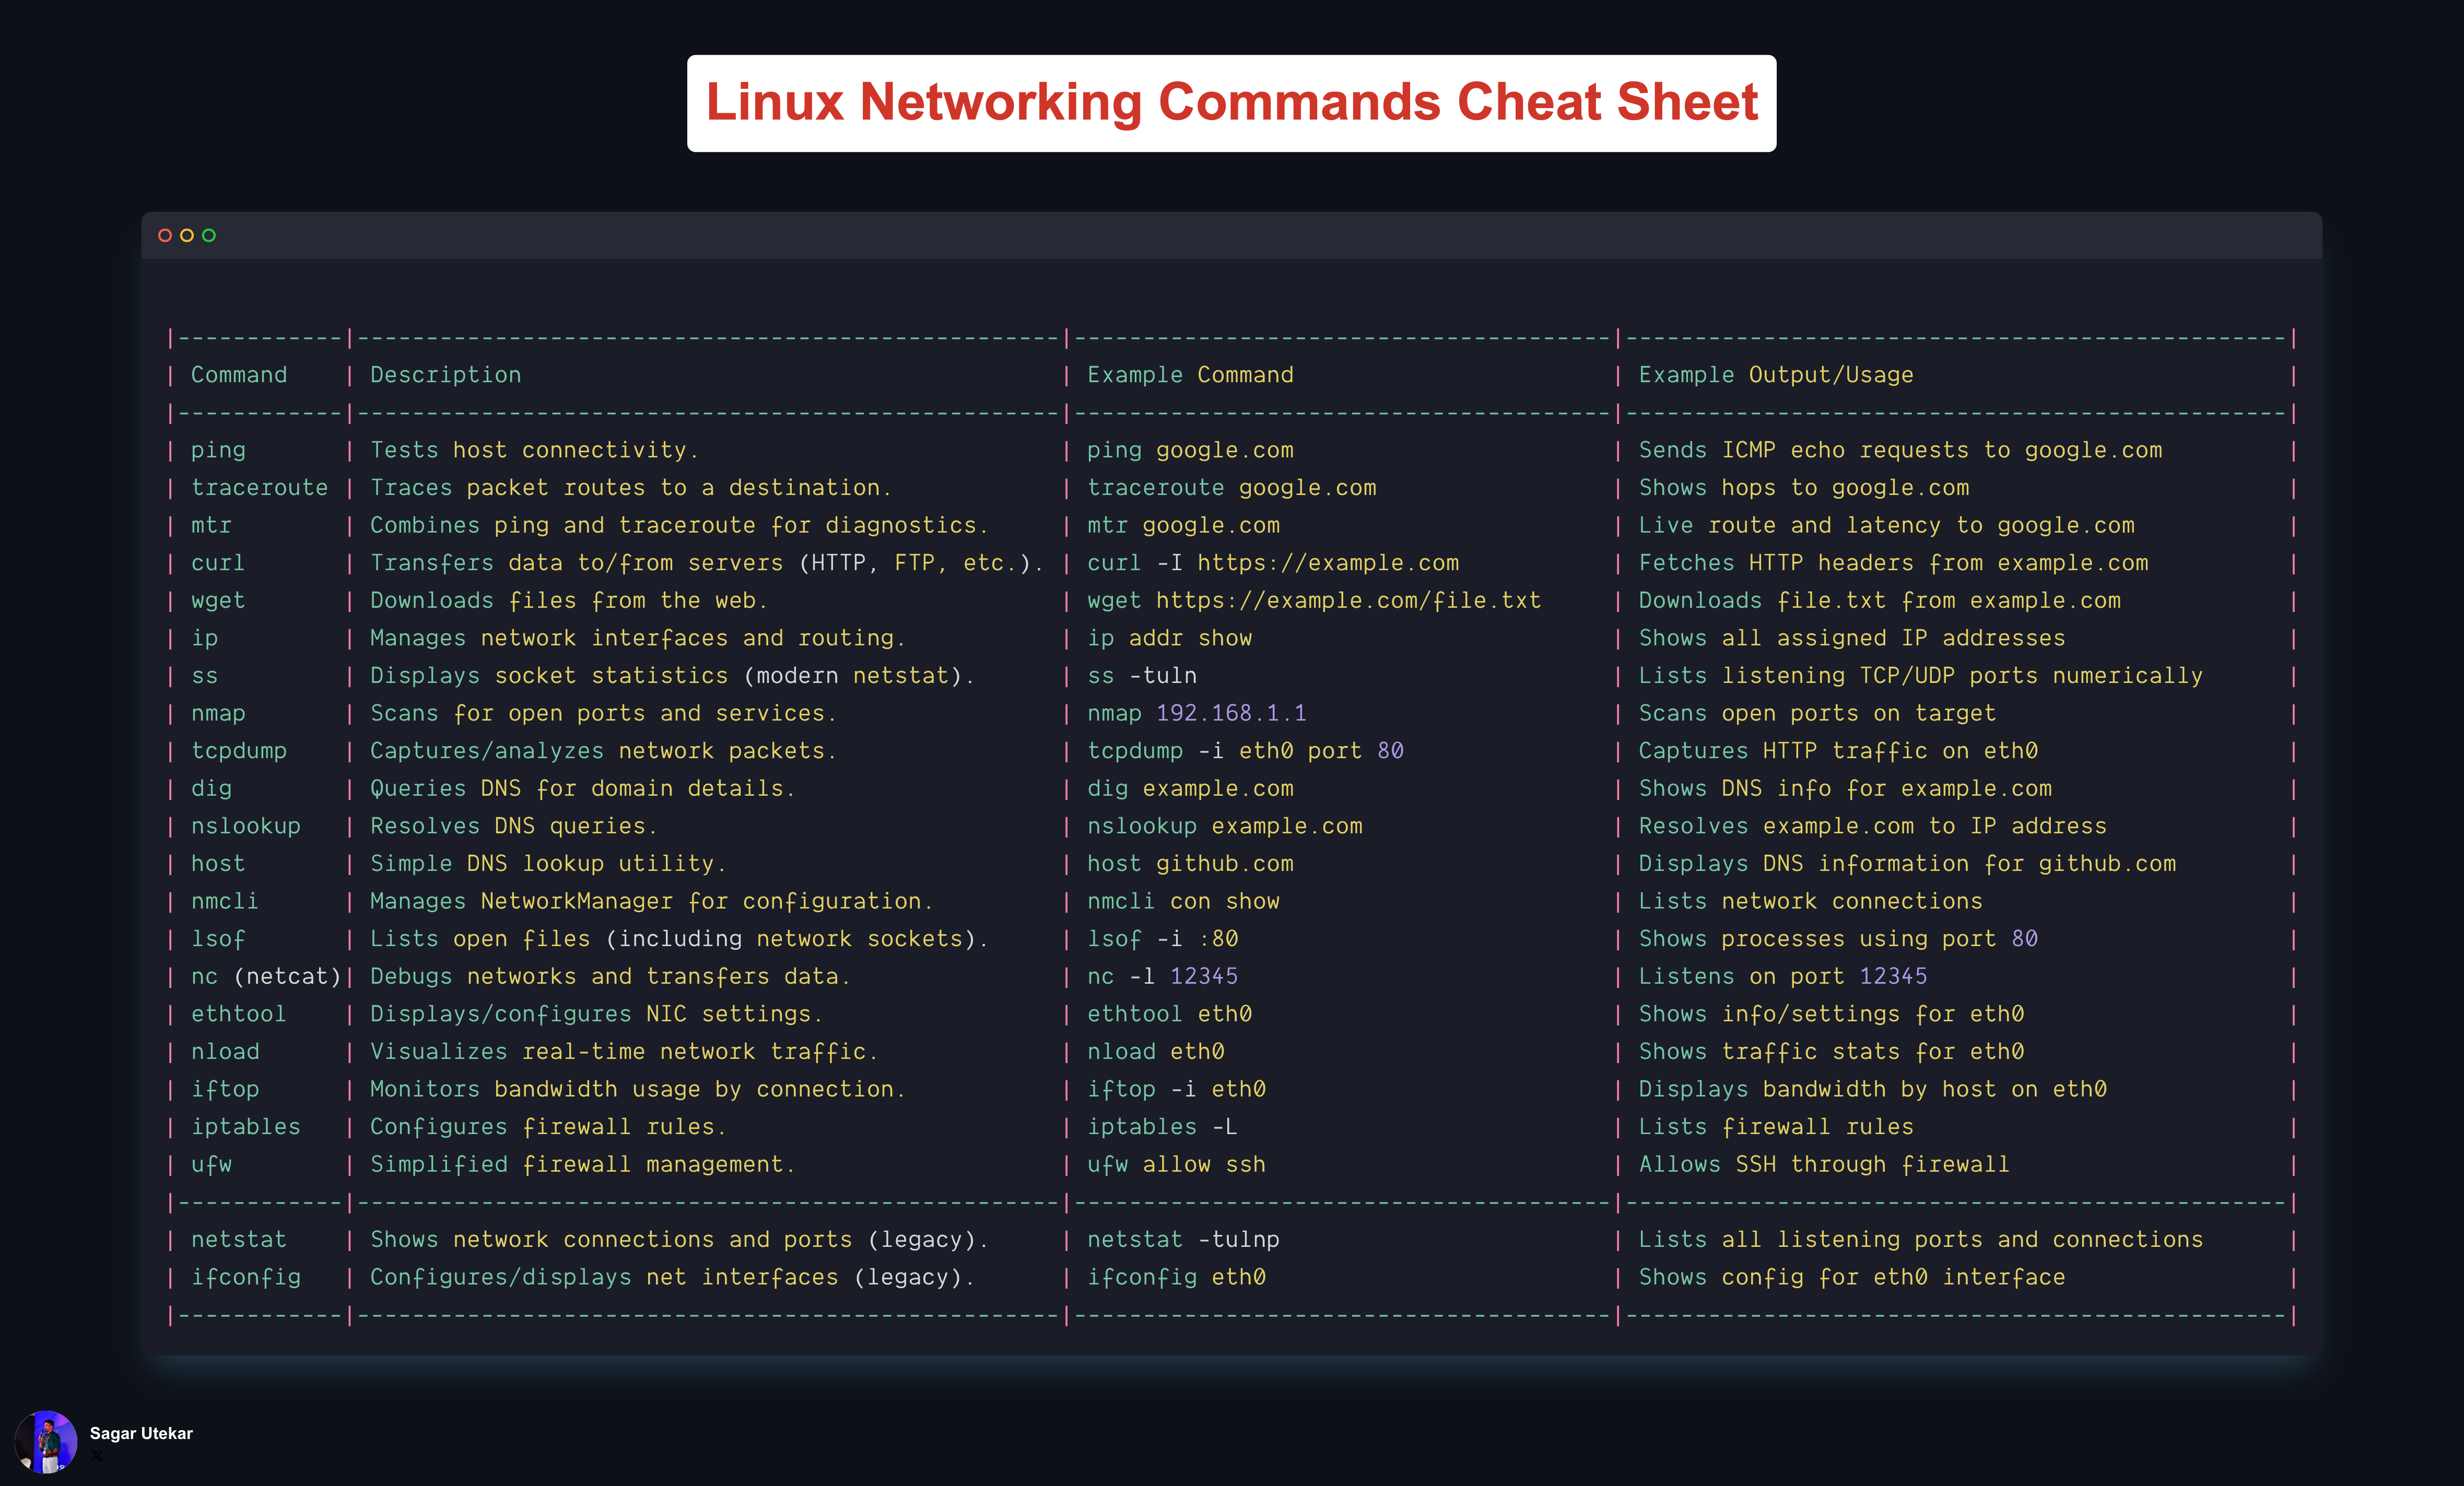 Linux Networking Commands Cheat Sheet
|------------|---------------------------------------------------|---------------------------------------|------------------------------------------------|
| Command | Description | Example Command | Example Output/Usage |
|------------|---------------------------------------------------|---------------------------------------|------------------------------------------------|
| ping | Tests host connectivity. | ping google.com | Sends ICMP echo requests to google.com |
| traceroute | Traces packet routes to a destination. | traceroute google.com | Shows hops to google.com |
| mtr | Combines ping and traceroute for diagnostics. | mtr google.com | Live route and latency to google.com |
| curl | Transfers data to/from servers (HTTP, FTP, etc.). | curl -I https://example.com | Fetches HTTP headers from example.com |
| wget | Downloads files from the web. | wget https://example.com/file.txt | Downloads file.txt from example.com |
| ip | Manages network interfaces and routing. | ip addr show | Shows all assigned IP addresses |
| ss | Displays socket statistics (modern netstat). | ss -tuln | Lists listening TCP/UDP ports numerically |
| nmap | Scans for open ports and services. | nmap 192.168.1.1 | Scans open ports on target |
| tcpdump | Captures/analyzes network packets. | tcpdump -i eth0 port 80 | Captures HTTP traffic on eth0 |
| dig | Queries DNS for domain details. | dig example.com | Shows DNS info for example.com |
| nslookup | Resolves DNS queries. | nslookup example.com | Resolves example.com to IP address |
| host | Simple DNS lookup utility. | host github.com | Displays DNS information for github.com |
| nmcli | Manages NetworkManager for configuration. | nmcli con show | Lists network connections |
| lsof | Lists open files (including network sockets). | lsof -i :80 | Shows processes using port 80 |
| nc (netcat)| Debugs networks and transfers data. | nc -l 12345 | Listens on port 12345 |
| ethtool | Displays/configures NIC settings. | ethtool eth0 | Shows info/settings for eth0 |
| nload | Visualizes real-time network traffic. | nload eth0 | Shows traffic stats for eth0 |
| iftop | Monitors bandwidth usage by connection. | iftop -i eth0 | Displays bandwidth by host on eth0 |
| iptables | Configures firewall rules. | iptables -L | Lists firewall rules |
| ufw | Simplified firewall management. | ufw allow ssh | Allows SSH through firewall |
|------------|---------------------------------------------------|---------------------------------------|------------------------------------------------|
| netstat | Shows network connections and ports (legacy). | netstat -tulnp | Lists all listening ports and connections |
| ifconfig | Configures/displays net interfaces (legacy). | ifconfig eth0 | Shows config for eth0 interface |
|------------|---------------------------------------------------|---------------------------------------|------------------------------------------------|
Sagar Utekar